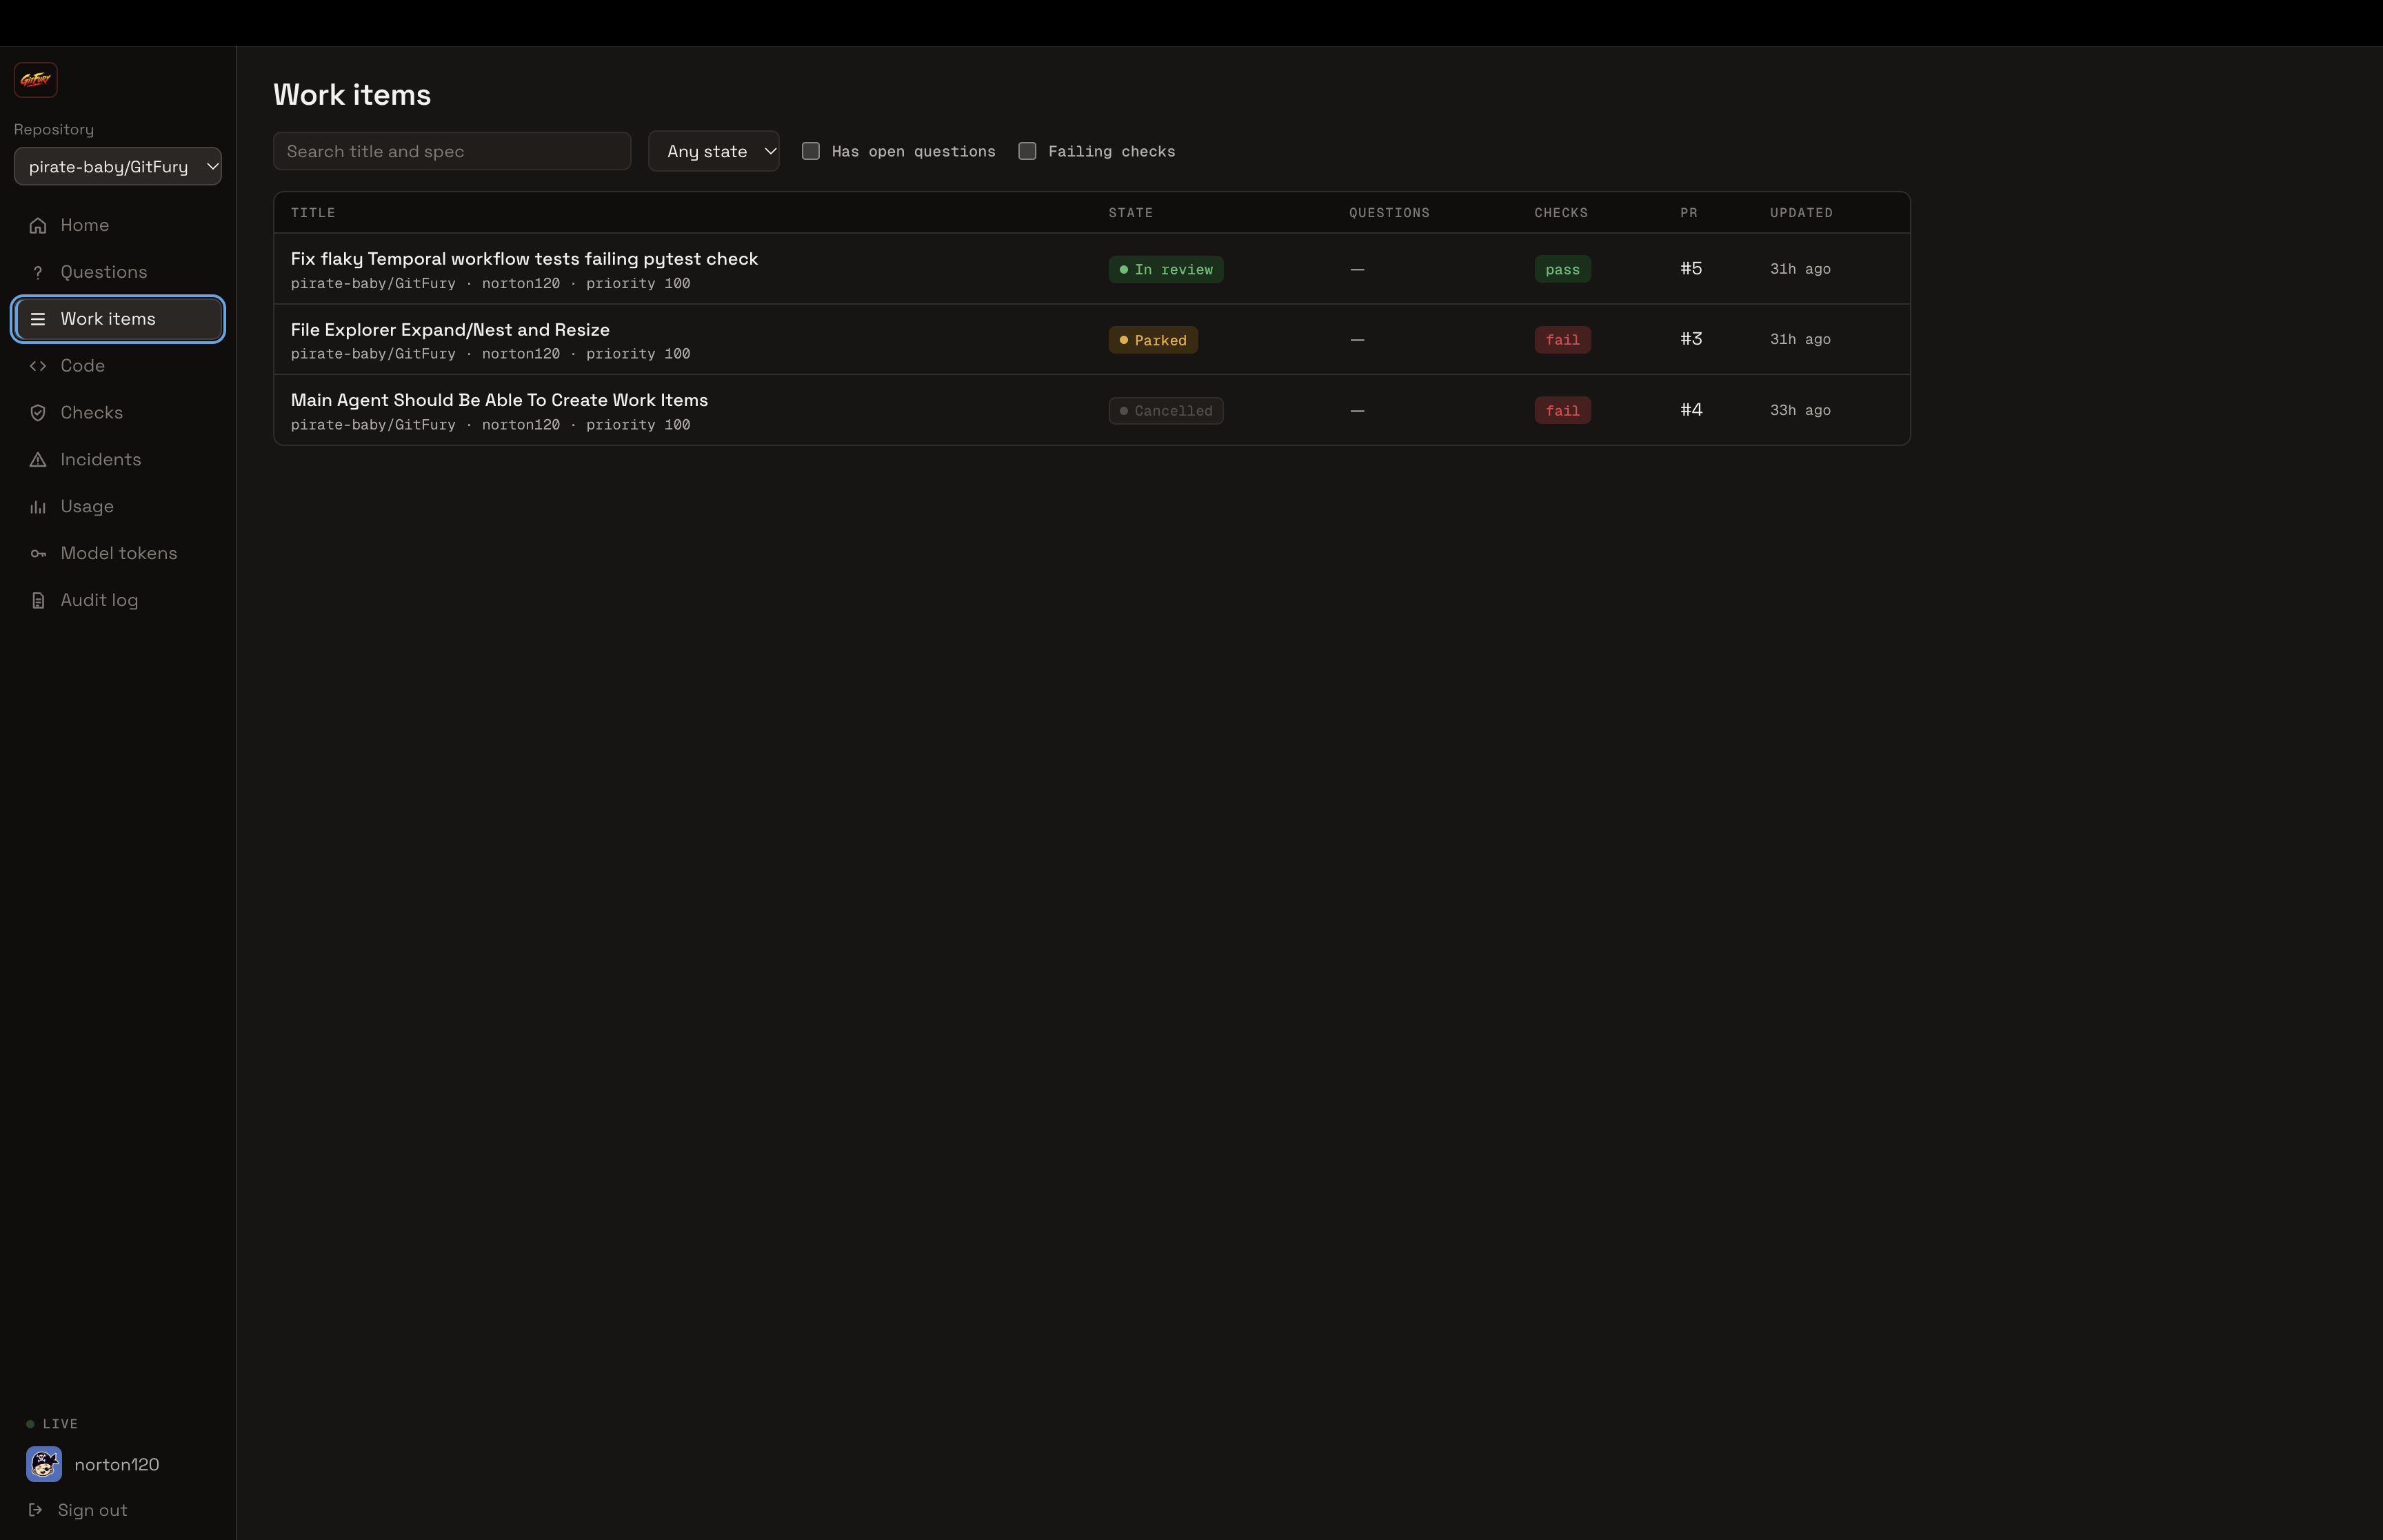 GitFury
Repository
pirate-baby/GitFury
Home
? Questions
Work items
Code
Checks
Incidents
Usage
Model tokens
Audit log
LIVE
norton120
Sign out
Work items
Search title and spec
Any state
Has open questions
Failing checks
TITLE STATE QUESTIONS CHECKS PR UPDATED
Fix flaky Temporal workflow tests failing pytest check
pirate-baby/GitFury · norton120 · priority 100
In review — pass #5 31h ago
File Explorer Expand/Nest and Resize
pirate-baby/GitFury · norton120 · priority 100
Parked — fail #3 31h ago
Main Agent Should Be Able To Create Work Items
pirate-baby/GitFury · norton120 · priority 100
Cancelled — fail #4 33h ago